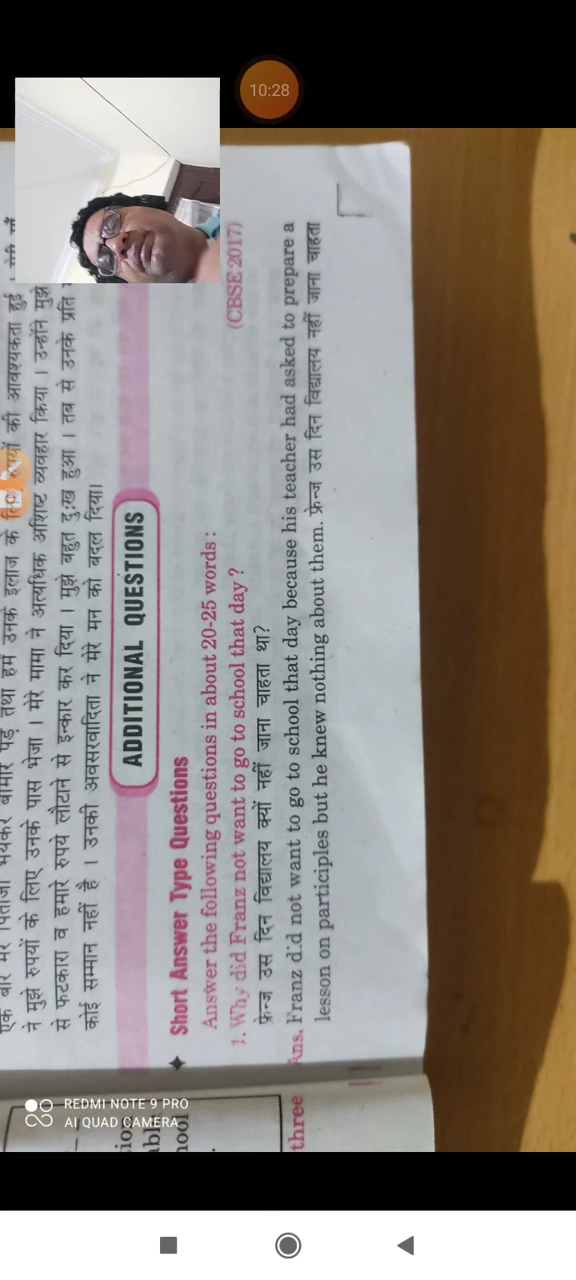 10:28
एक बार मेरे पिताजी भयंकर बीमार पड़े तथा हमें उनके इलाज के लिए रुपयों की आवश्यकता हुई ।
ने मुझे रुपयों के लिए उनके पास भेजा । मेरे मामा ने अत्यधिक अशिष्ट व्यवहार किया । उन्होंने मुझे
से फटकारा व हमारे रुपये लौटाने से इन्कार कर दिया । मुझे बहुत दुःख हुआ । तब से उनके प्रति
कोई सम्मान नहीं है । उनकी अवसरवादिता ने मेरे मन को बदल दिया।
ADDITIONAL QUESTIONS
✦ Short Answer Type Questions
Answer the following questions in about 20-25 words :
1. Why did Franz not want to go to school that day ? (CBSE 2017)
फ्रेन्ज उस दिन विद्यालय क्यों नहीं जाना चाहता था?
Ans. Franz did not want to go to school that day because his teacher had asked to prepare a
lesson on participles but he knew nothing about them. फ्रेन्ज उस दिन विद्यालय नहीं जाना चाहता
three
REDMI NOTE 9 PRO
AI QUAD CAMERA